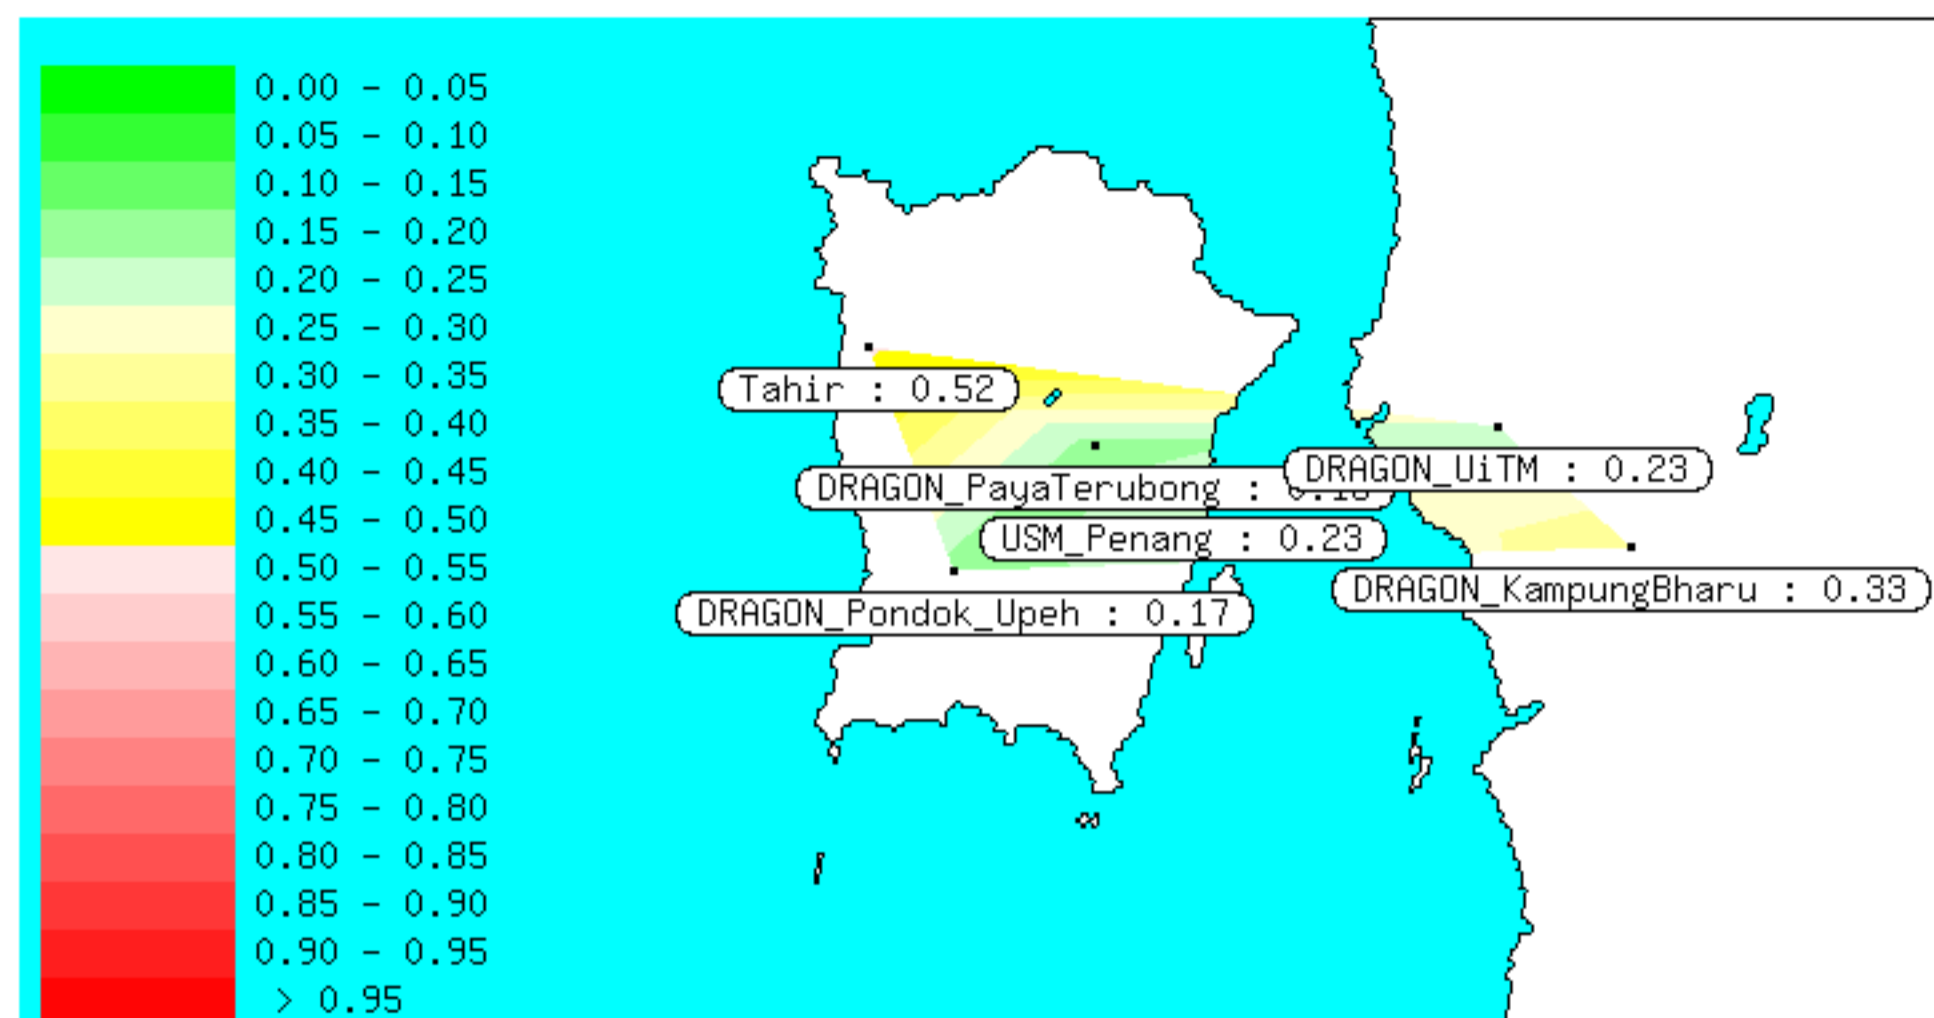 0.00 - 0.05
0.05 - 0.10
0.10 - 0.15
0.15 - 0.20
0.20 - 0.25
0.25 - 0.30
0.30 - 0.35
0.35 - 0.40
0.40 - 0.45
0.45 - 0.50
0.50 - 0.55
0.55 - 0.60
0.60 - 0.65
0.65 - 0.70
0.70 - 0.75
0.75 - 0.80
0.80 - 0.85
0.85 - 0.90
0.90 - 0.95
> 0.95
Tahir : 0.52
DRAGON_UiTM : 0.23
DRAGON_PayaTerubong :
USM_Penang : 0.23
DRAGON_KampungBharu : 0.33
DRAGON_Pondok_Upeh : 0.17